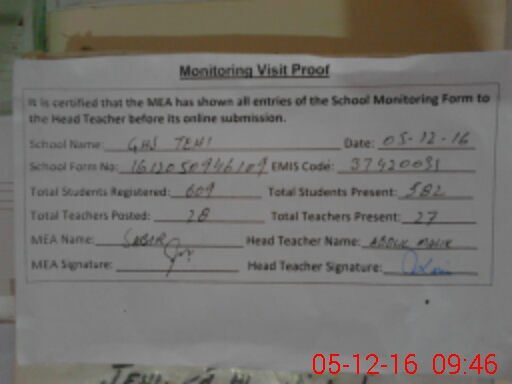 Monitoring Visit Proof
It is certified that the MEA has shown all entries of the School Monitoring Form to
the Head Teacher before its online submission.
School Name: GHS TEHI Date: 05-12-16
School Form No: 1612050946109 EMIS Code: 37420031
Total Students Registered: 609 Total Students Present: 582
Total Teachers Posted: 28 Total Teachers Present: 27
MEA Name: SABIR Head Teacher Name: ABDUL MALIK
MEA Signature: Head Teacher Signature:
05-12-16 09:46